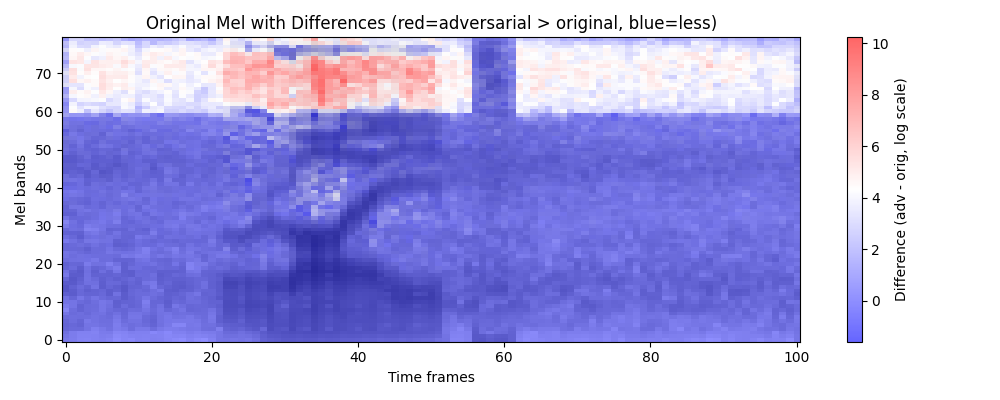 Original Mel with Differences (red=adversarial > original, blue=less)
Mel bands
70
60
50
40
30
20
10
0
0 20 40 60 80 100
Time frames
10
8
6
4
2
0
Difference (adv - orig, log scale)